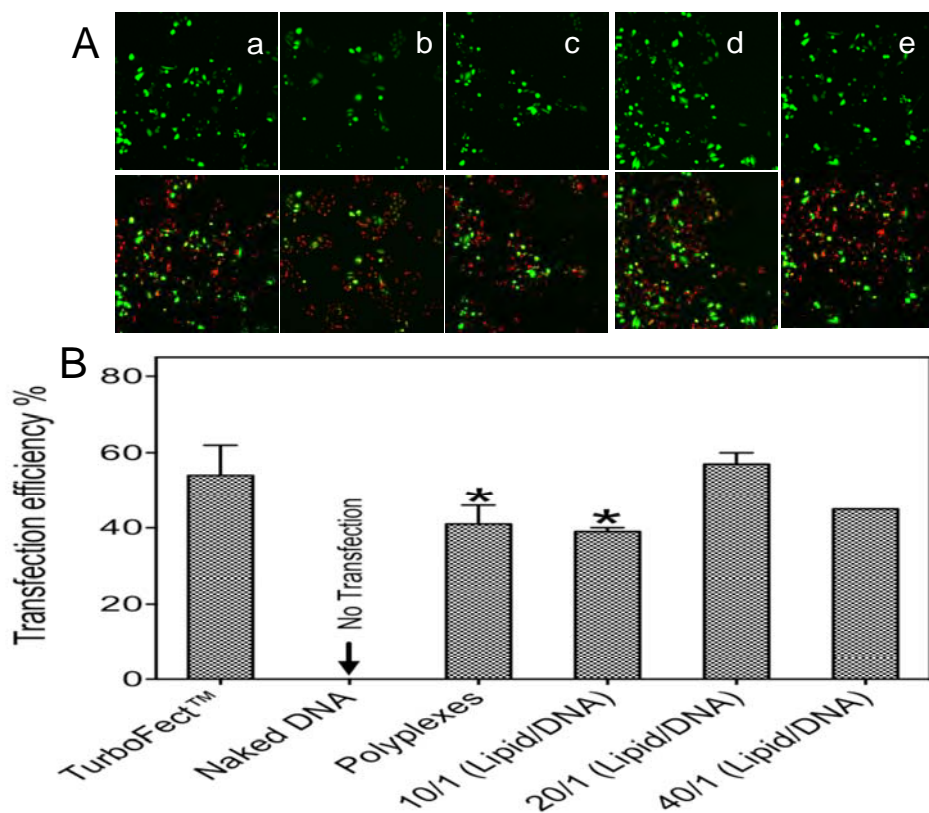 A
a
b
c
d
e
B
Transfection efficiency %
80
60
40
20
0
No Transfection
*
*
TurboFect™
Naked DNA
Polyplexes
10/1 (Lipid/DNA)
20/1 (Lipid/DNA)
40/1 (Lipid/DNA)